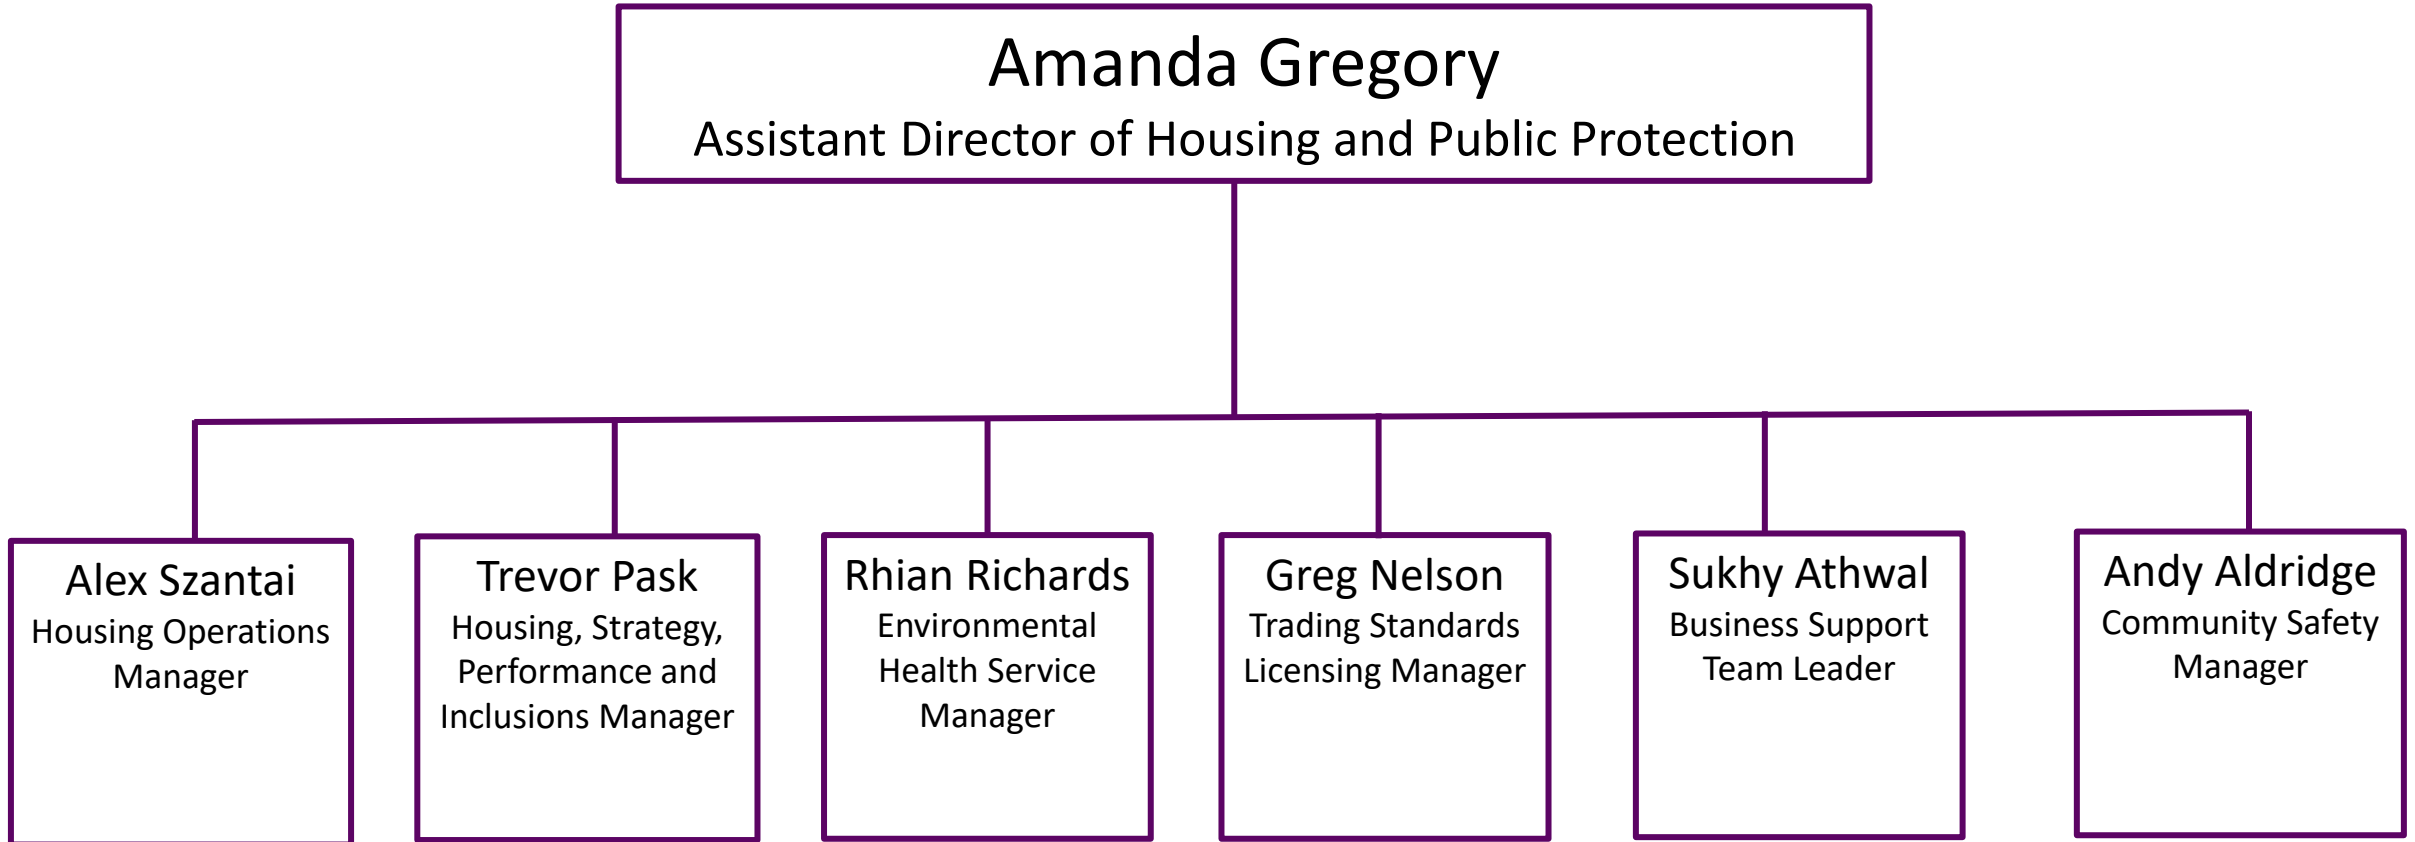 Amanda Gregory
Assistant Director of Housing and Public Protection
Alex Szantai
Housing Operations
Manager
Trevor Pask
Housing, Strategy,
Performance and
Inclusions Manager
Rhian Richards
Environmental
Health Service
Manager
Greg Nelson
Trading Standards
Licensing Manager
Sukhy Athwal
Business Support
Team Leader
Andy Aldridge
Community Safety
Manager